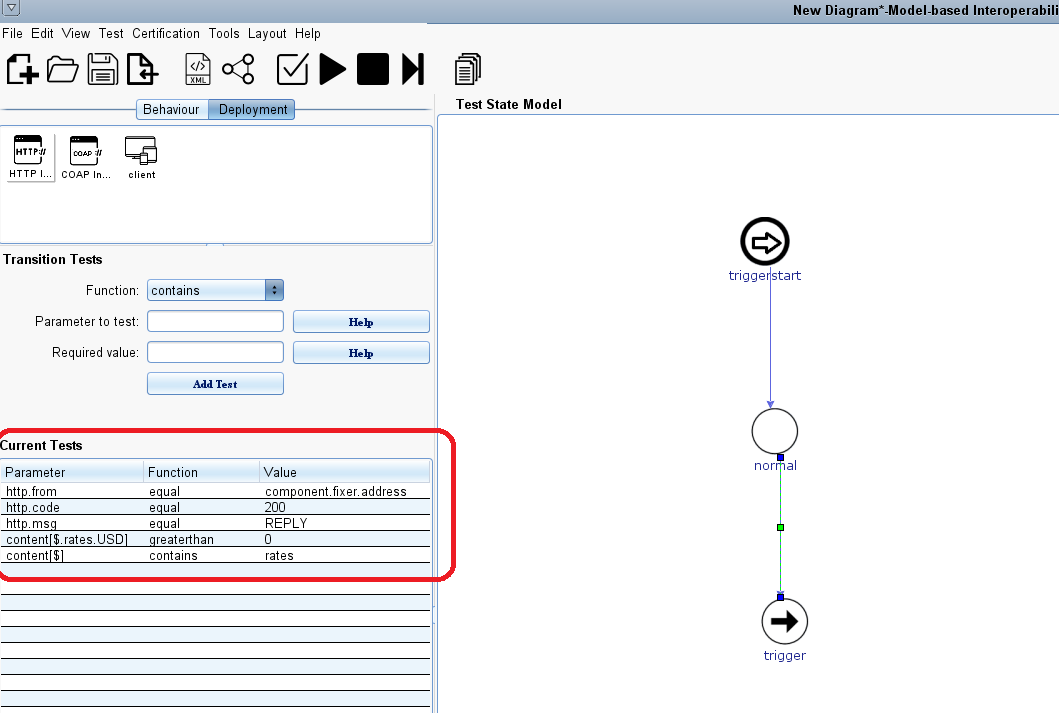 New Diagram*-Model-based Interoperabili
File Edit View Test Certification Tools Layout Help
XML
Behaviour Deployment
Test State Model
HTTP://
COAP ://
HTTP I... COAP In... client
Transition Tests
Function: contains
Parameter to test: Help
Required value: Help
Add Test
Current Tests
Parameter Function Value
http.from equal component.fixer.address
http.code equal 200
http.msg equal REPLY
content[$.rates.USD] greaterthan 0
content[$] contains rates
triggerstart
normal
trigger